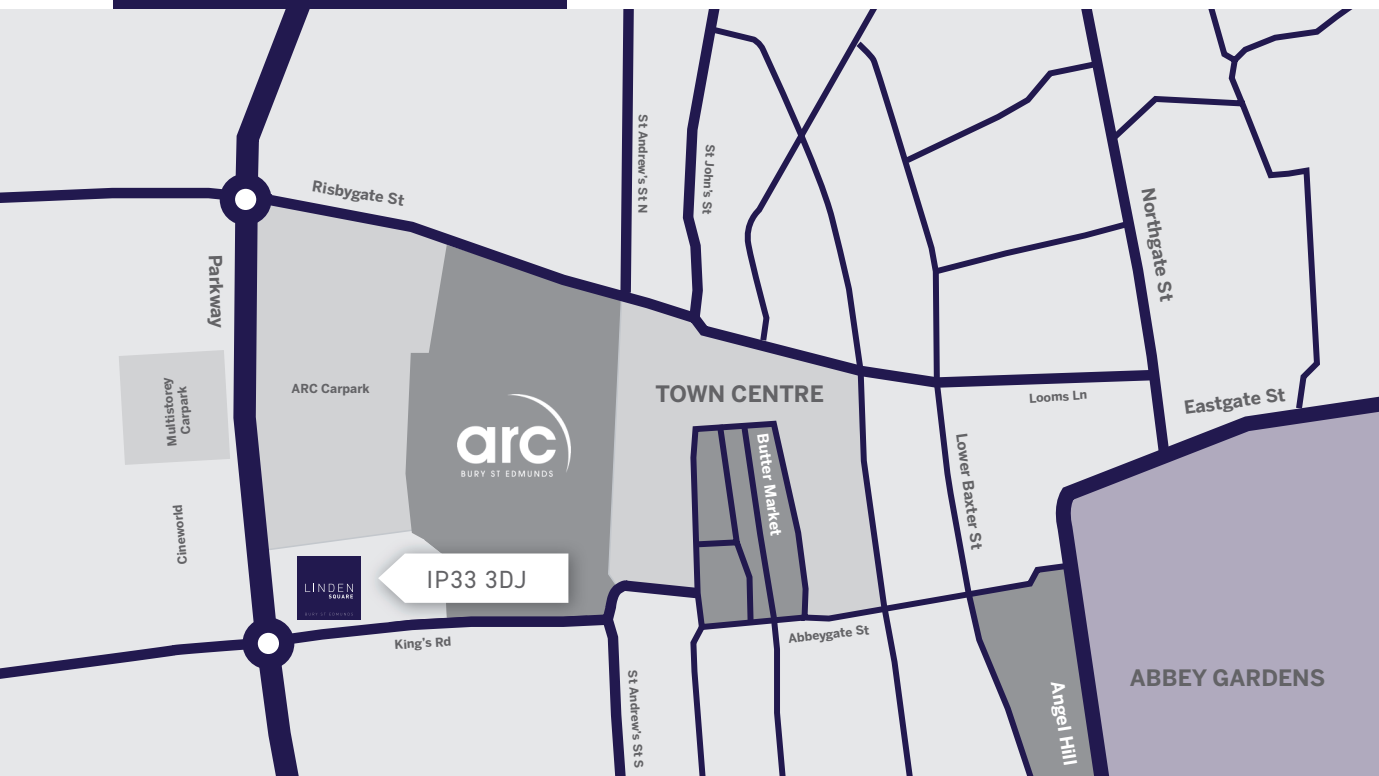 St Andrew's St N
St John's St
Risbygate St
Northgate St
Parkway
ARC Carpark
TOWN CENTRE
Looms Ln
Eastgate St
Multistorey
Carpark
arc
BURY ST EDMUNDS
Butter Market
Lower Baxter St
Cineworld
LINDEN
SQUARE
BURY ST EDMUNDS
IP33 3DJ
King's Rd
Abbeygate St
St Andrew's St S
Angel Hill
ABBEY GARDENS